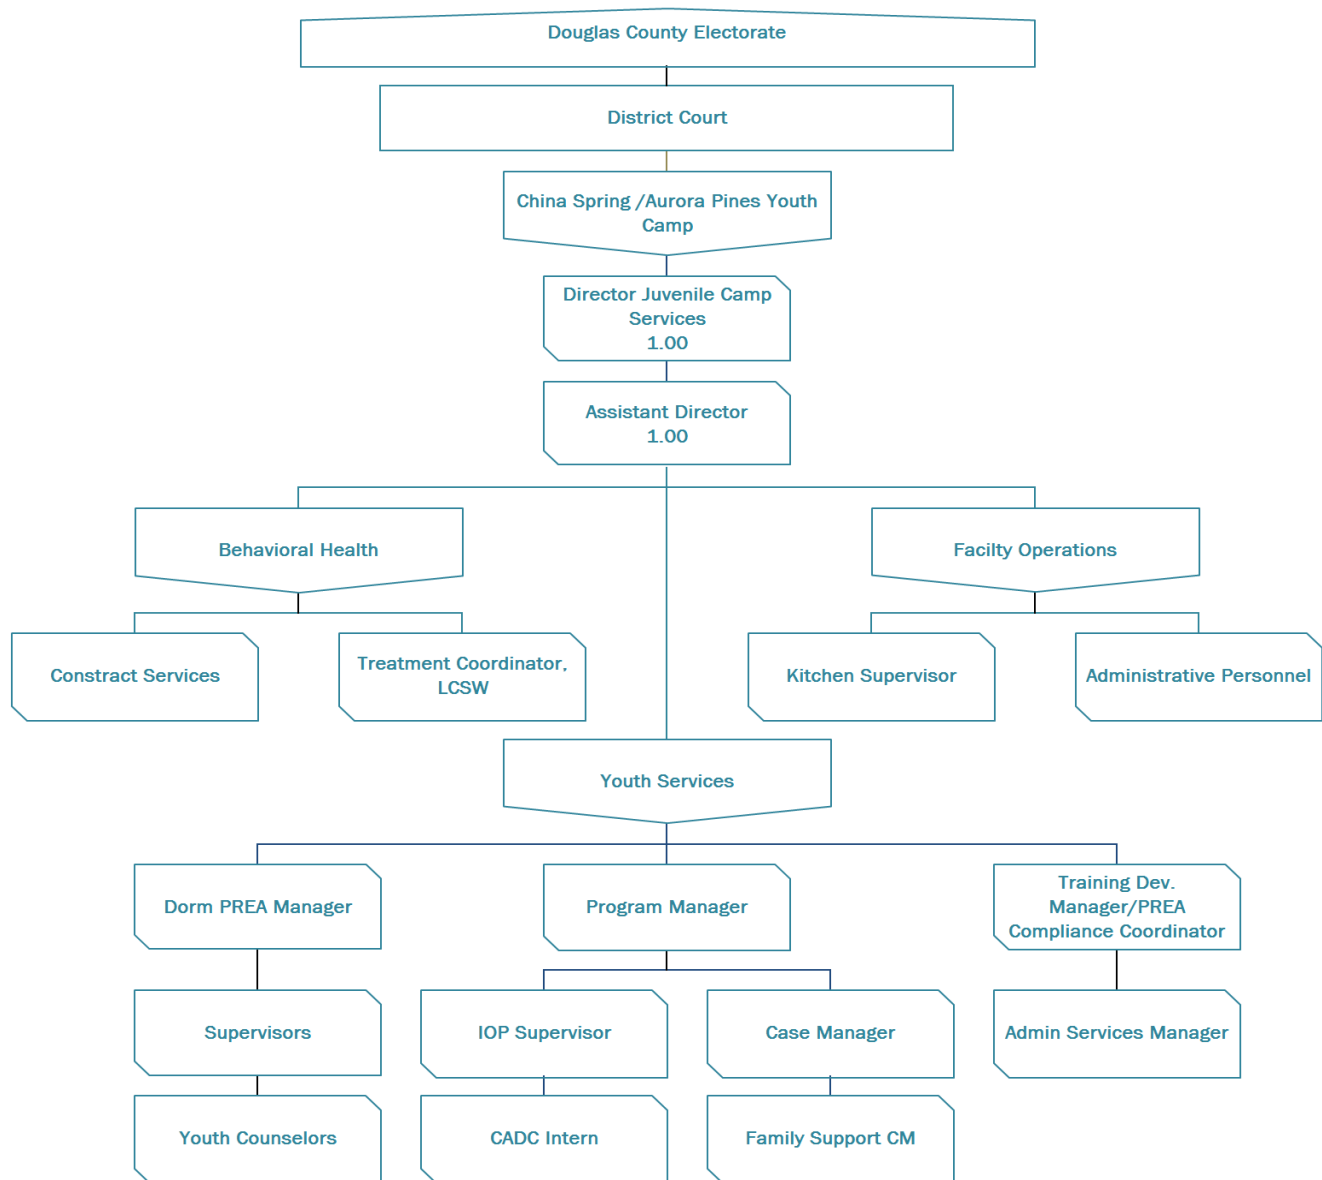 Douglas County Electorate
District Court
China Spring /Aurora Pines Youth
Camp
Director Juvenile Camp
Services
1.00
Assistant Director
1.00
Behavioral Health
Facilty Operations
Constract Services
Treatment Coordinator,
LCSW
Kitchen Supervisor
Administrative Personnel
Youth Services
Dorm PREA Manager
Program Manager
Training Dev.
Manager/PREA
Compliance Coordinator
Supervisors
IOP Supervisor
Case Manager
Admin Services Manager
Youth Counselors
CADC Intern
Family Support CM